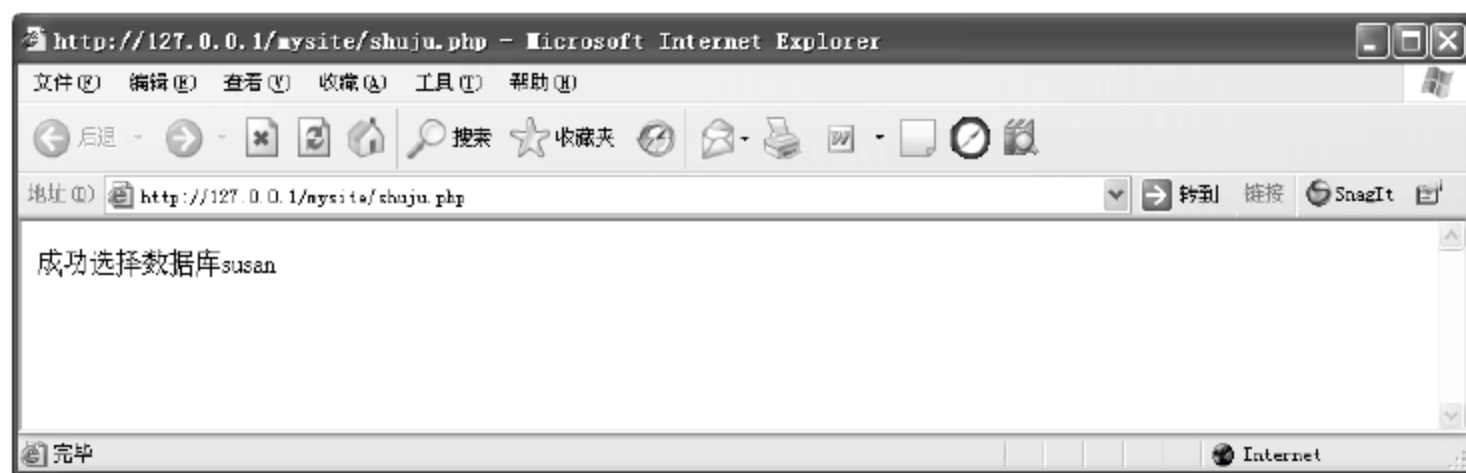 http://127.0.0.1/mysite/shuju.php - Microsoft Internet Explorer
文件(F) 编辑(E) 查看(V) 收藏(A) 工具(T) 帮助(H)
后退 搜索 收藏夹 W
地址(D) http://127.0.0.1/mysite/shuju.php 转到 链接 SnagIt
成功选择数据库susan
完毕 Internet